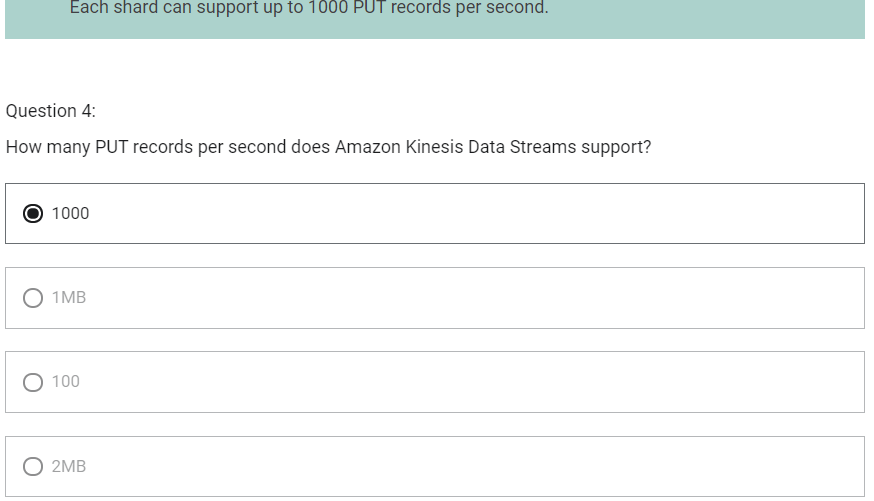 Each shard can support up to 1000 PUT records per second.
Question 4:
How many PUT records per second does Amazon Kinesis Data Streams support?
1000
1MB
100
2MB